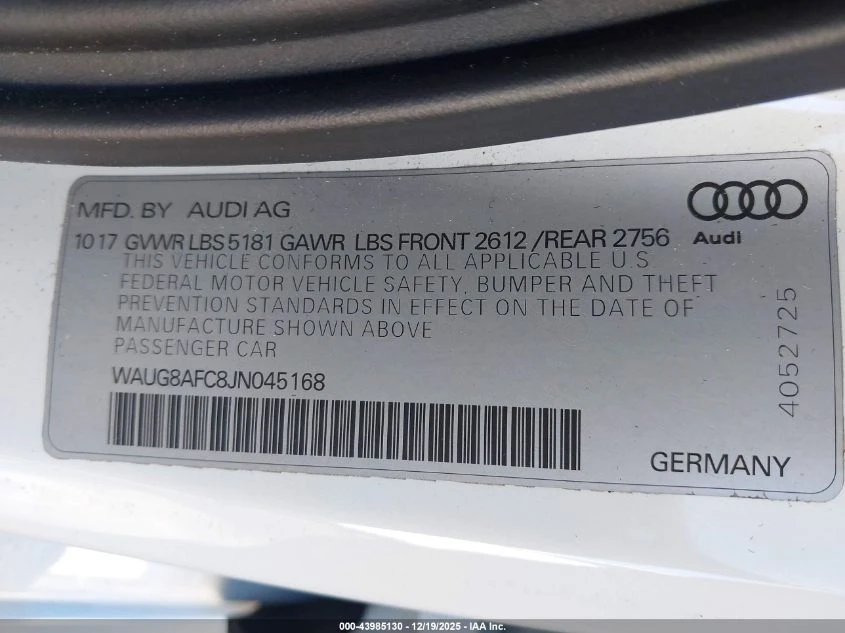 MFD. BY AUDI AG
10 17 GVWR LBS 5181 GAWR LBS FRONT 2612 / REAR 2756
Audi
THIS VEHICLE CONFORMS TO ALL APPLICABLE U.S
FEDERAL MOTOR VEHICLE SAFETY, BUMPER AND THEFT
PREVENTION STANDARDS IN EFFECT ON THE DATE OF
MANUFACTURE SHOWN ABOVE
PASSENGER CAR
WAUG8AFC8JN045168
4052725
GERMANY
000-43985130 - 12/19/2025 - IAA Inc.